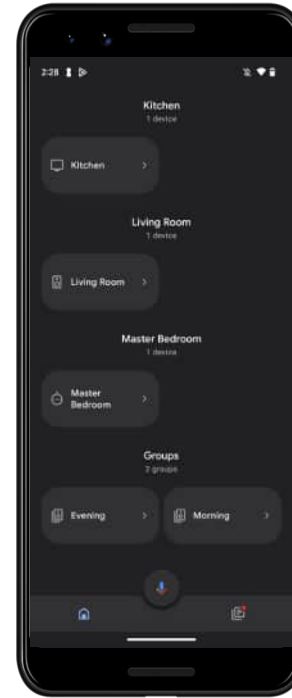 2:28
Kitchen
1 device
Kitchen
Living Room
1 device
Living Room
Master Bedroom
1 device
Master
Bedroom
Groups
2 groups
Evening
Morning